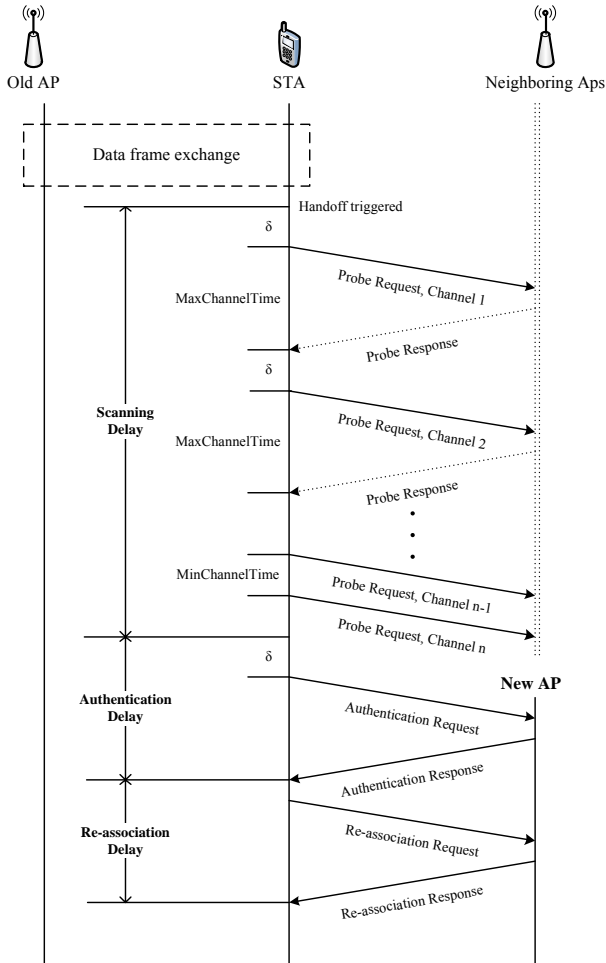 Old AP
STA
Neighboring Aps
Data frame exchange
Handoff triggered
δ
Probe Request, Channel 1
MaxChannelTime
Probe Response
δ
Scanning
Delay
Probe Request, Channel 2
MaxChannelTime
Probe Response
MinChannelTime
Probe Request, Channel n-1
Probe Request, Channel n
δ
New AP
Authentication
Delay
Authentication Request
Authentication Response
Re-association
Delay
Re-association Request
Re-association Response